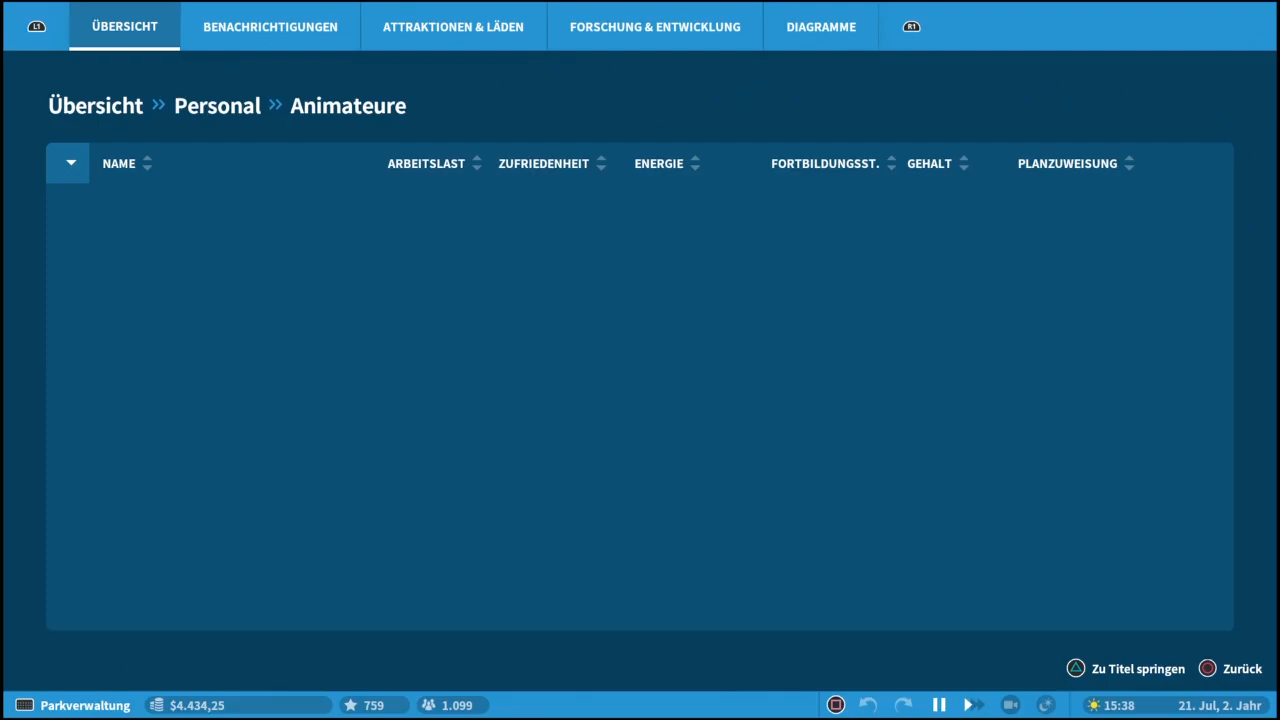 L1 ÜBERSICHT BENACHRICHTIGUNGEN ATTRAKTIONEN & LÄDEN FORSCHUNG & ENTWICKLUNG DIAGRAMME R1
Übersicht » Personal » Animateure
NAME ARBEITSLAST ZUFRIEDENHEIT ENERGIE FORTBILDUNGSST. GEHALT PLANZUWEISUNG
Zu Titel springen Zurück
Parkverwaltung $4.434,25 759 1.099 15:38 21. Jul, 2. Jahr